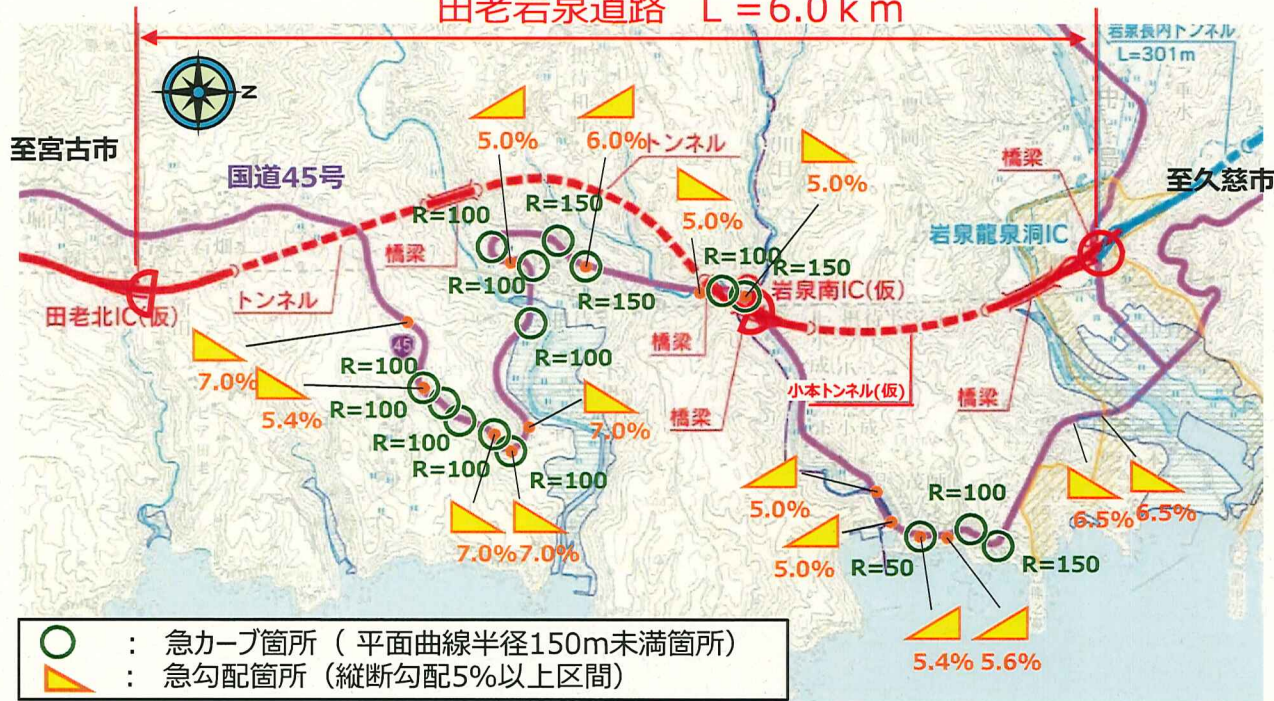 田老岩泉道路 L=6.0km
岩泉長内トンネル
L=301m
N
至宮古市
国道45号
5.0%
6.0%
トンネル
5.0%
5.0%
橋梁
至久慈市
R=100
R=150
橋梁
R=100
R=150
R=100
R=150
岩泉龍泉洞IC
田老北IC(仮)
トンネル
岩泉南IC(仮)
45
R=100
橋梁
7.0%
R=100
5.4%
R=100
小本トンネル(仮)
橋梁
R=100
7.0%
橋梁
R=100
R=100
7.0%
7.0%
5.0%
5.0%
R=100
6.5%
6.5%
R=50
R=150
5.4%
5.6%
: 急カーブ箇所（ 平面曲線半径150m未満箇所）
: 急勾配箇所（縦断勾配5%以上区間）